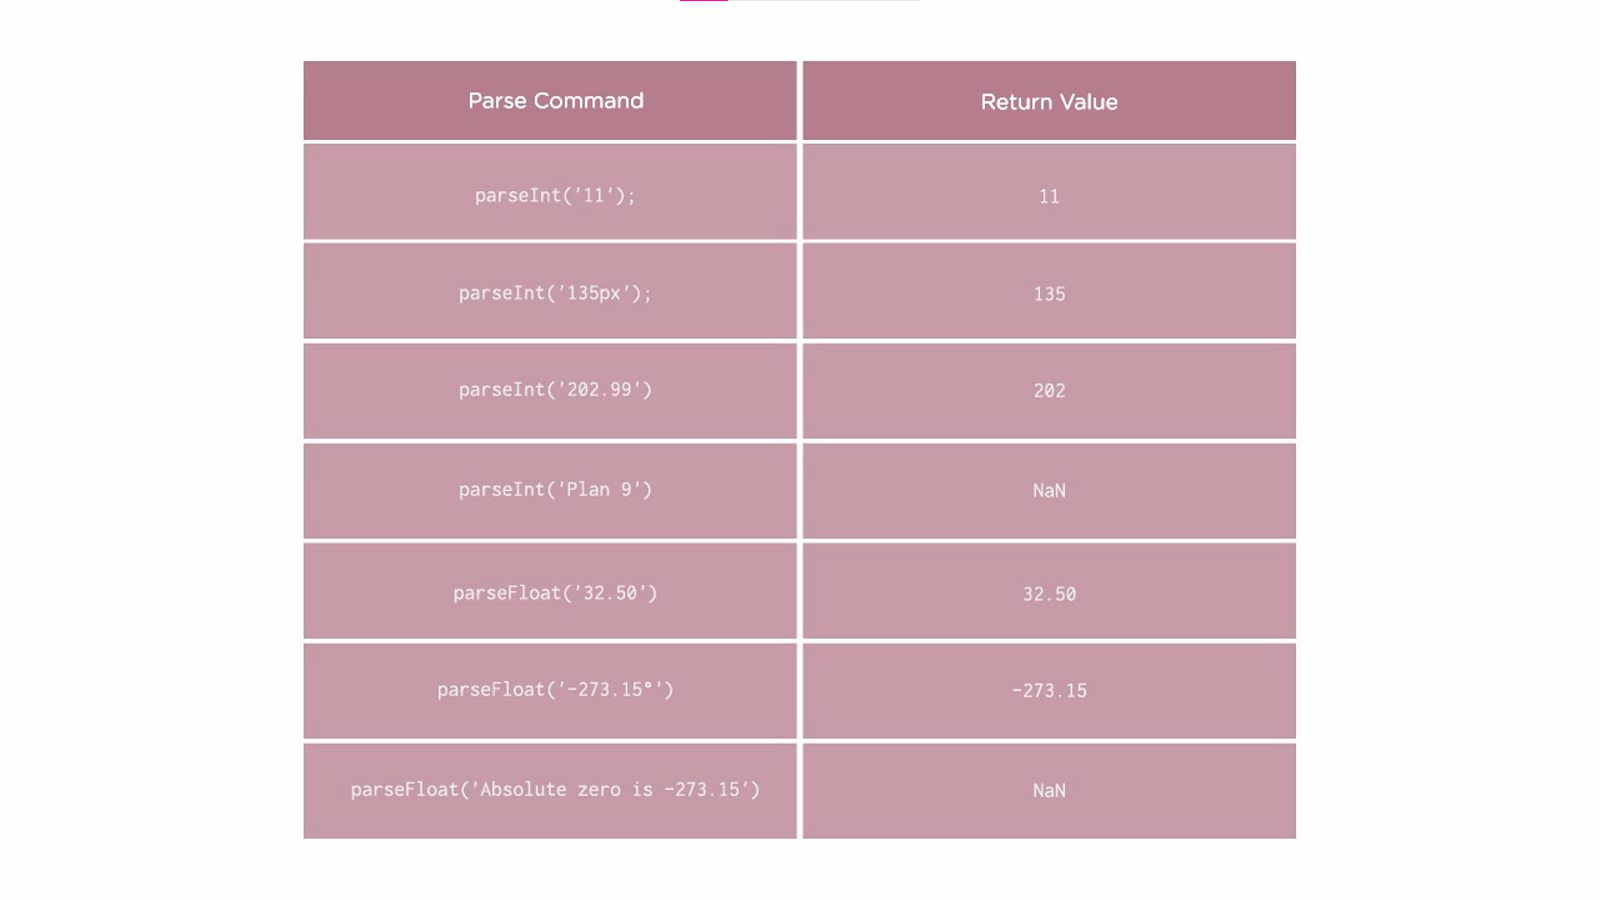 Parse Command
Return Value
parseInt('11');
11
parseInt('135px');
135
parseInt('202.99')
202
parseInt('Plan 9')
NaN
parseFloat('32.50')
32.50
parseFloat('-273.15°')
-273.15
parseFloat('Absolute zero is -273.15')
NaN